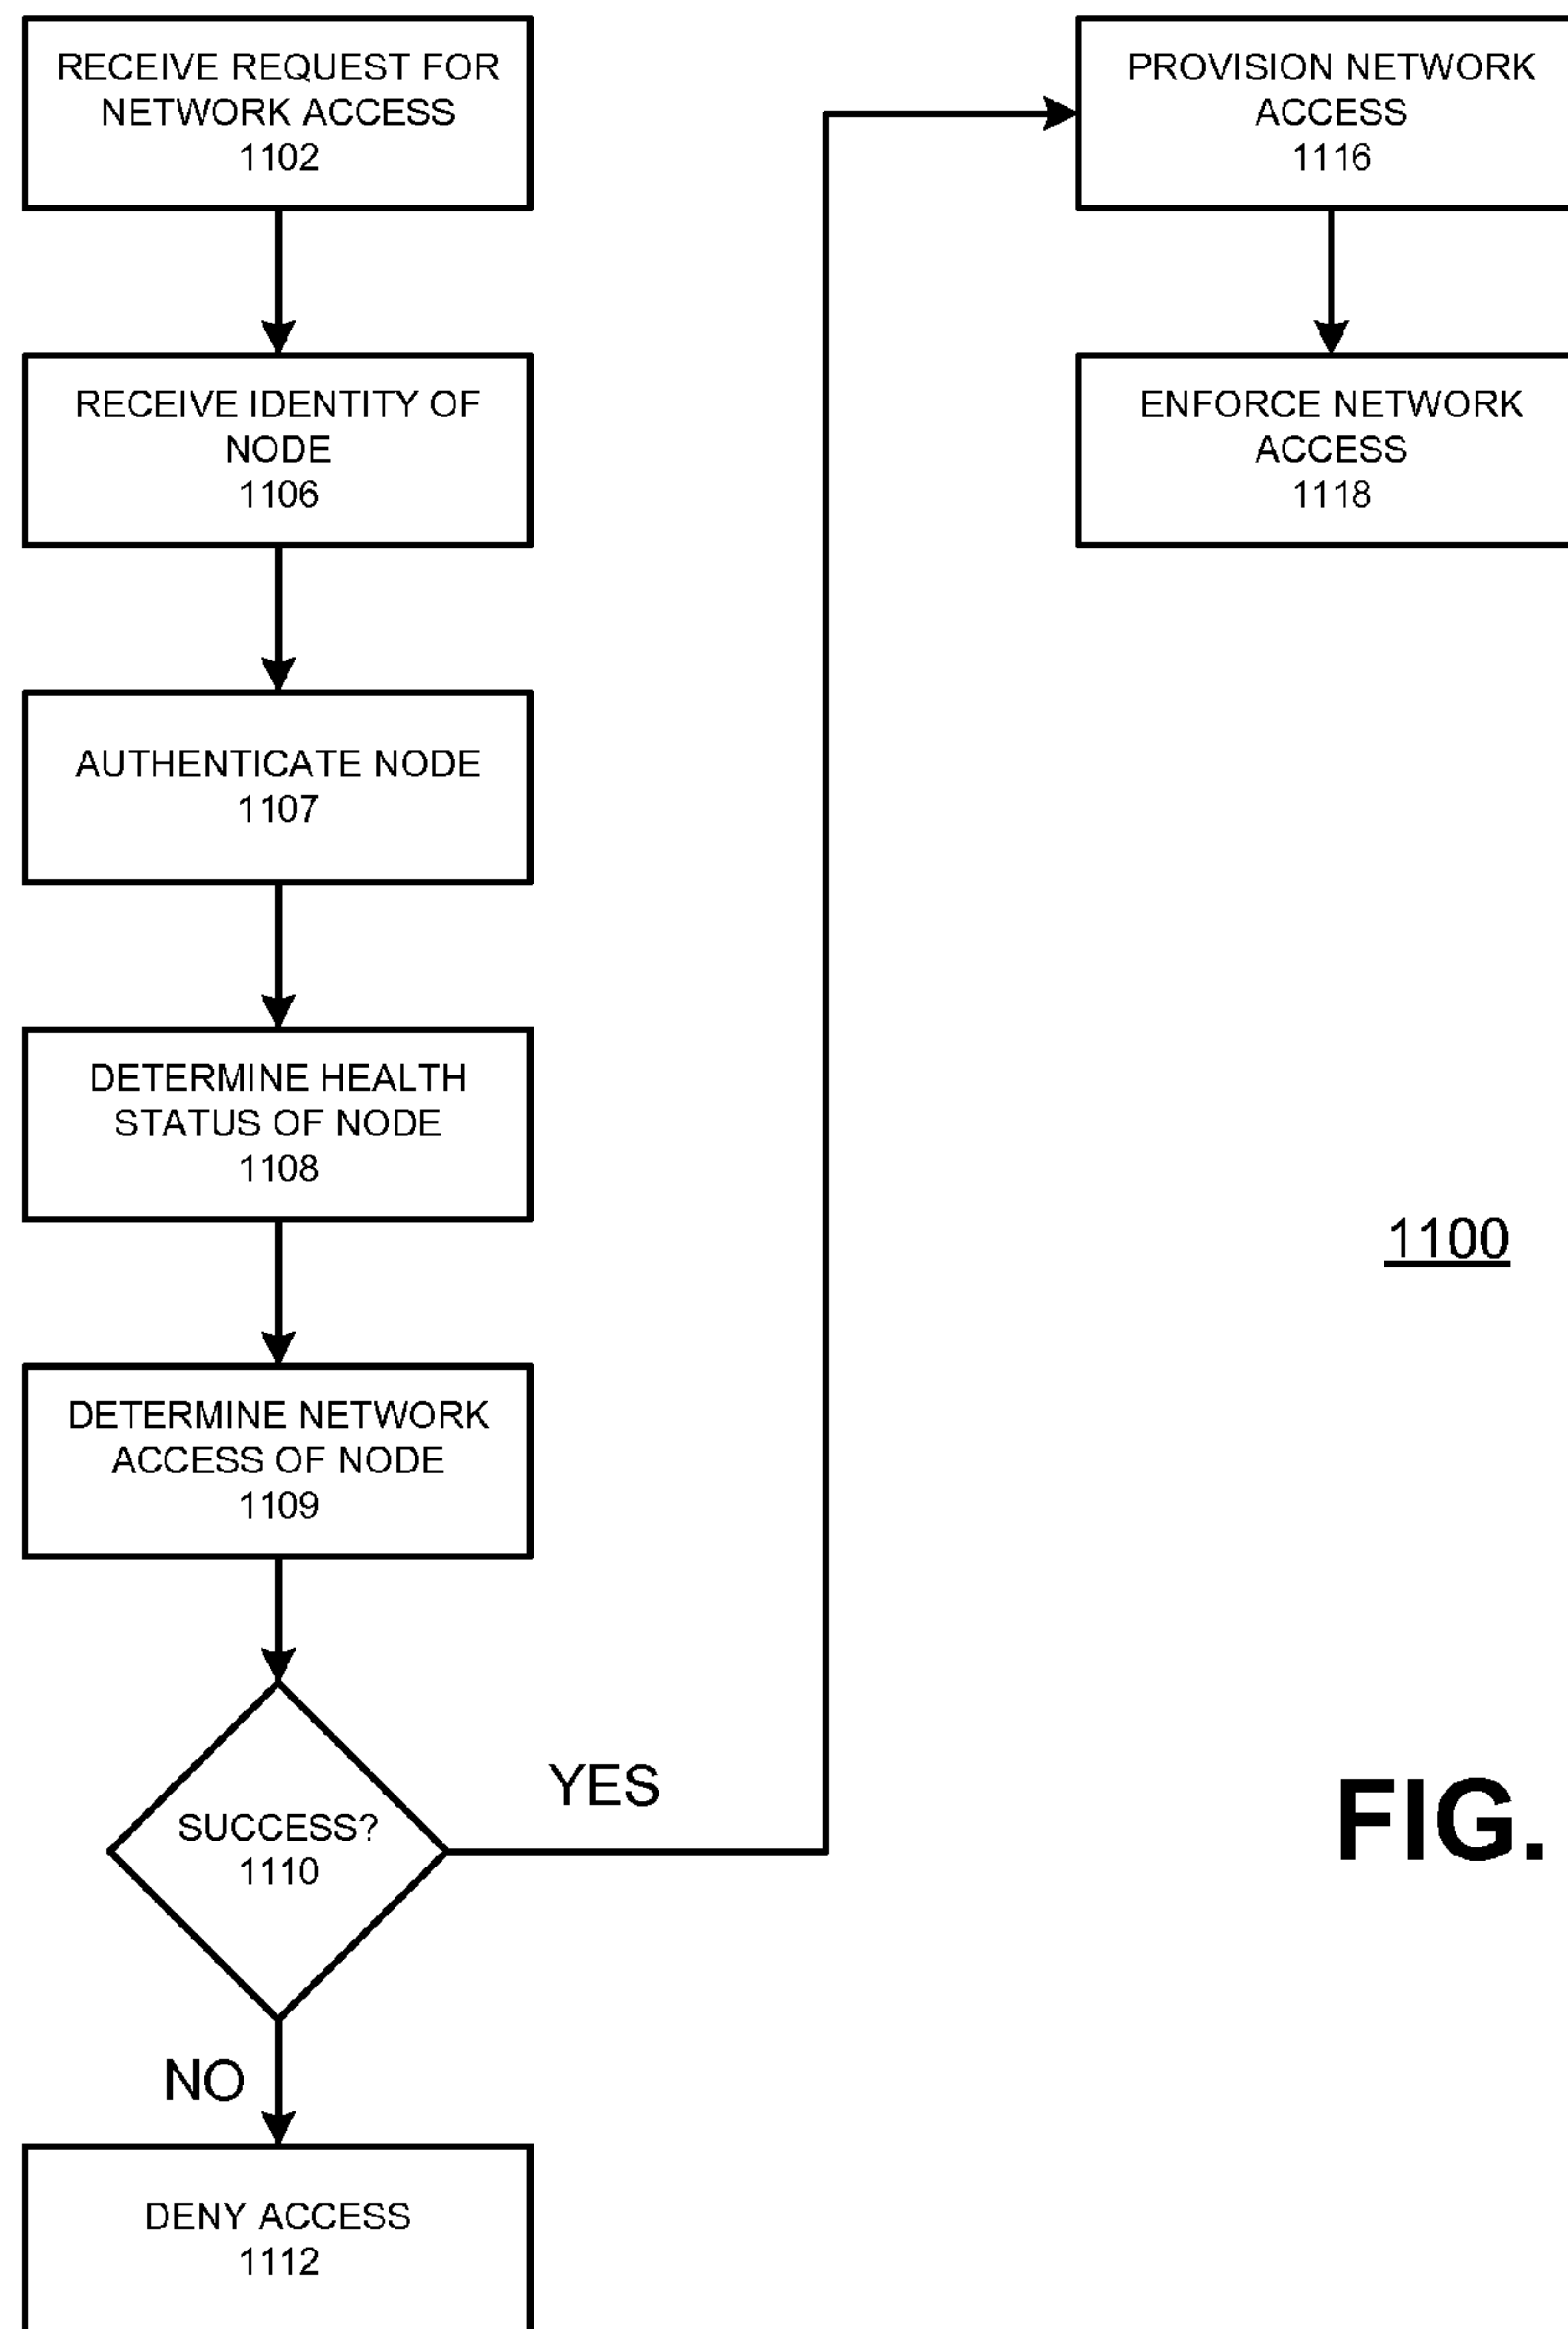 RECEIVE REQUEST FOR
NETWORK ACCESS
1102
RECEIVE IDENTITY OF
NODE
1106
AUTHENTICATE NODE
1107
DETERMINE HEALTH
STATUS OF NODE
1108
DETERMINE NETWORK
ACCESS OF NODE
1109
SUCCESS?
1110
YES
NO
DENY ACCESS
1112
PROVISION NETWORK
ACCESS
1116
ENFORCE NETWORK
ACCESS
1118
1100
FIG.